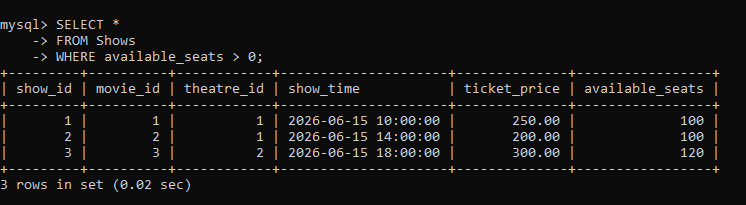 mysql> SELECT *
    -> FROM Shows
    -> WHERE available_seats > 0;
+---------+----------+------------+---------------------+--------------+-----------------+
| show_id | movie_id | theatre_id | show_time           | ticket_price | available_seats |
+---------+----------+------------+---------------------+--------------+-----------------+
|       1 |        1 |          1 | 2026-06-15 10:00:00 |       250.00 |             100 |
|       2 |        2 |          1 | 2026-06-15 14:00:00 |       200.00 |             100 |
|       3 |        3 |          2 | 2026-06-15 18:00:00 |       300.00 |             120 |
+---------+----------+------------+---------------------+--------------+-----------------+
3 rows in set (0.02 sec)